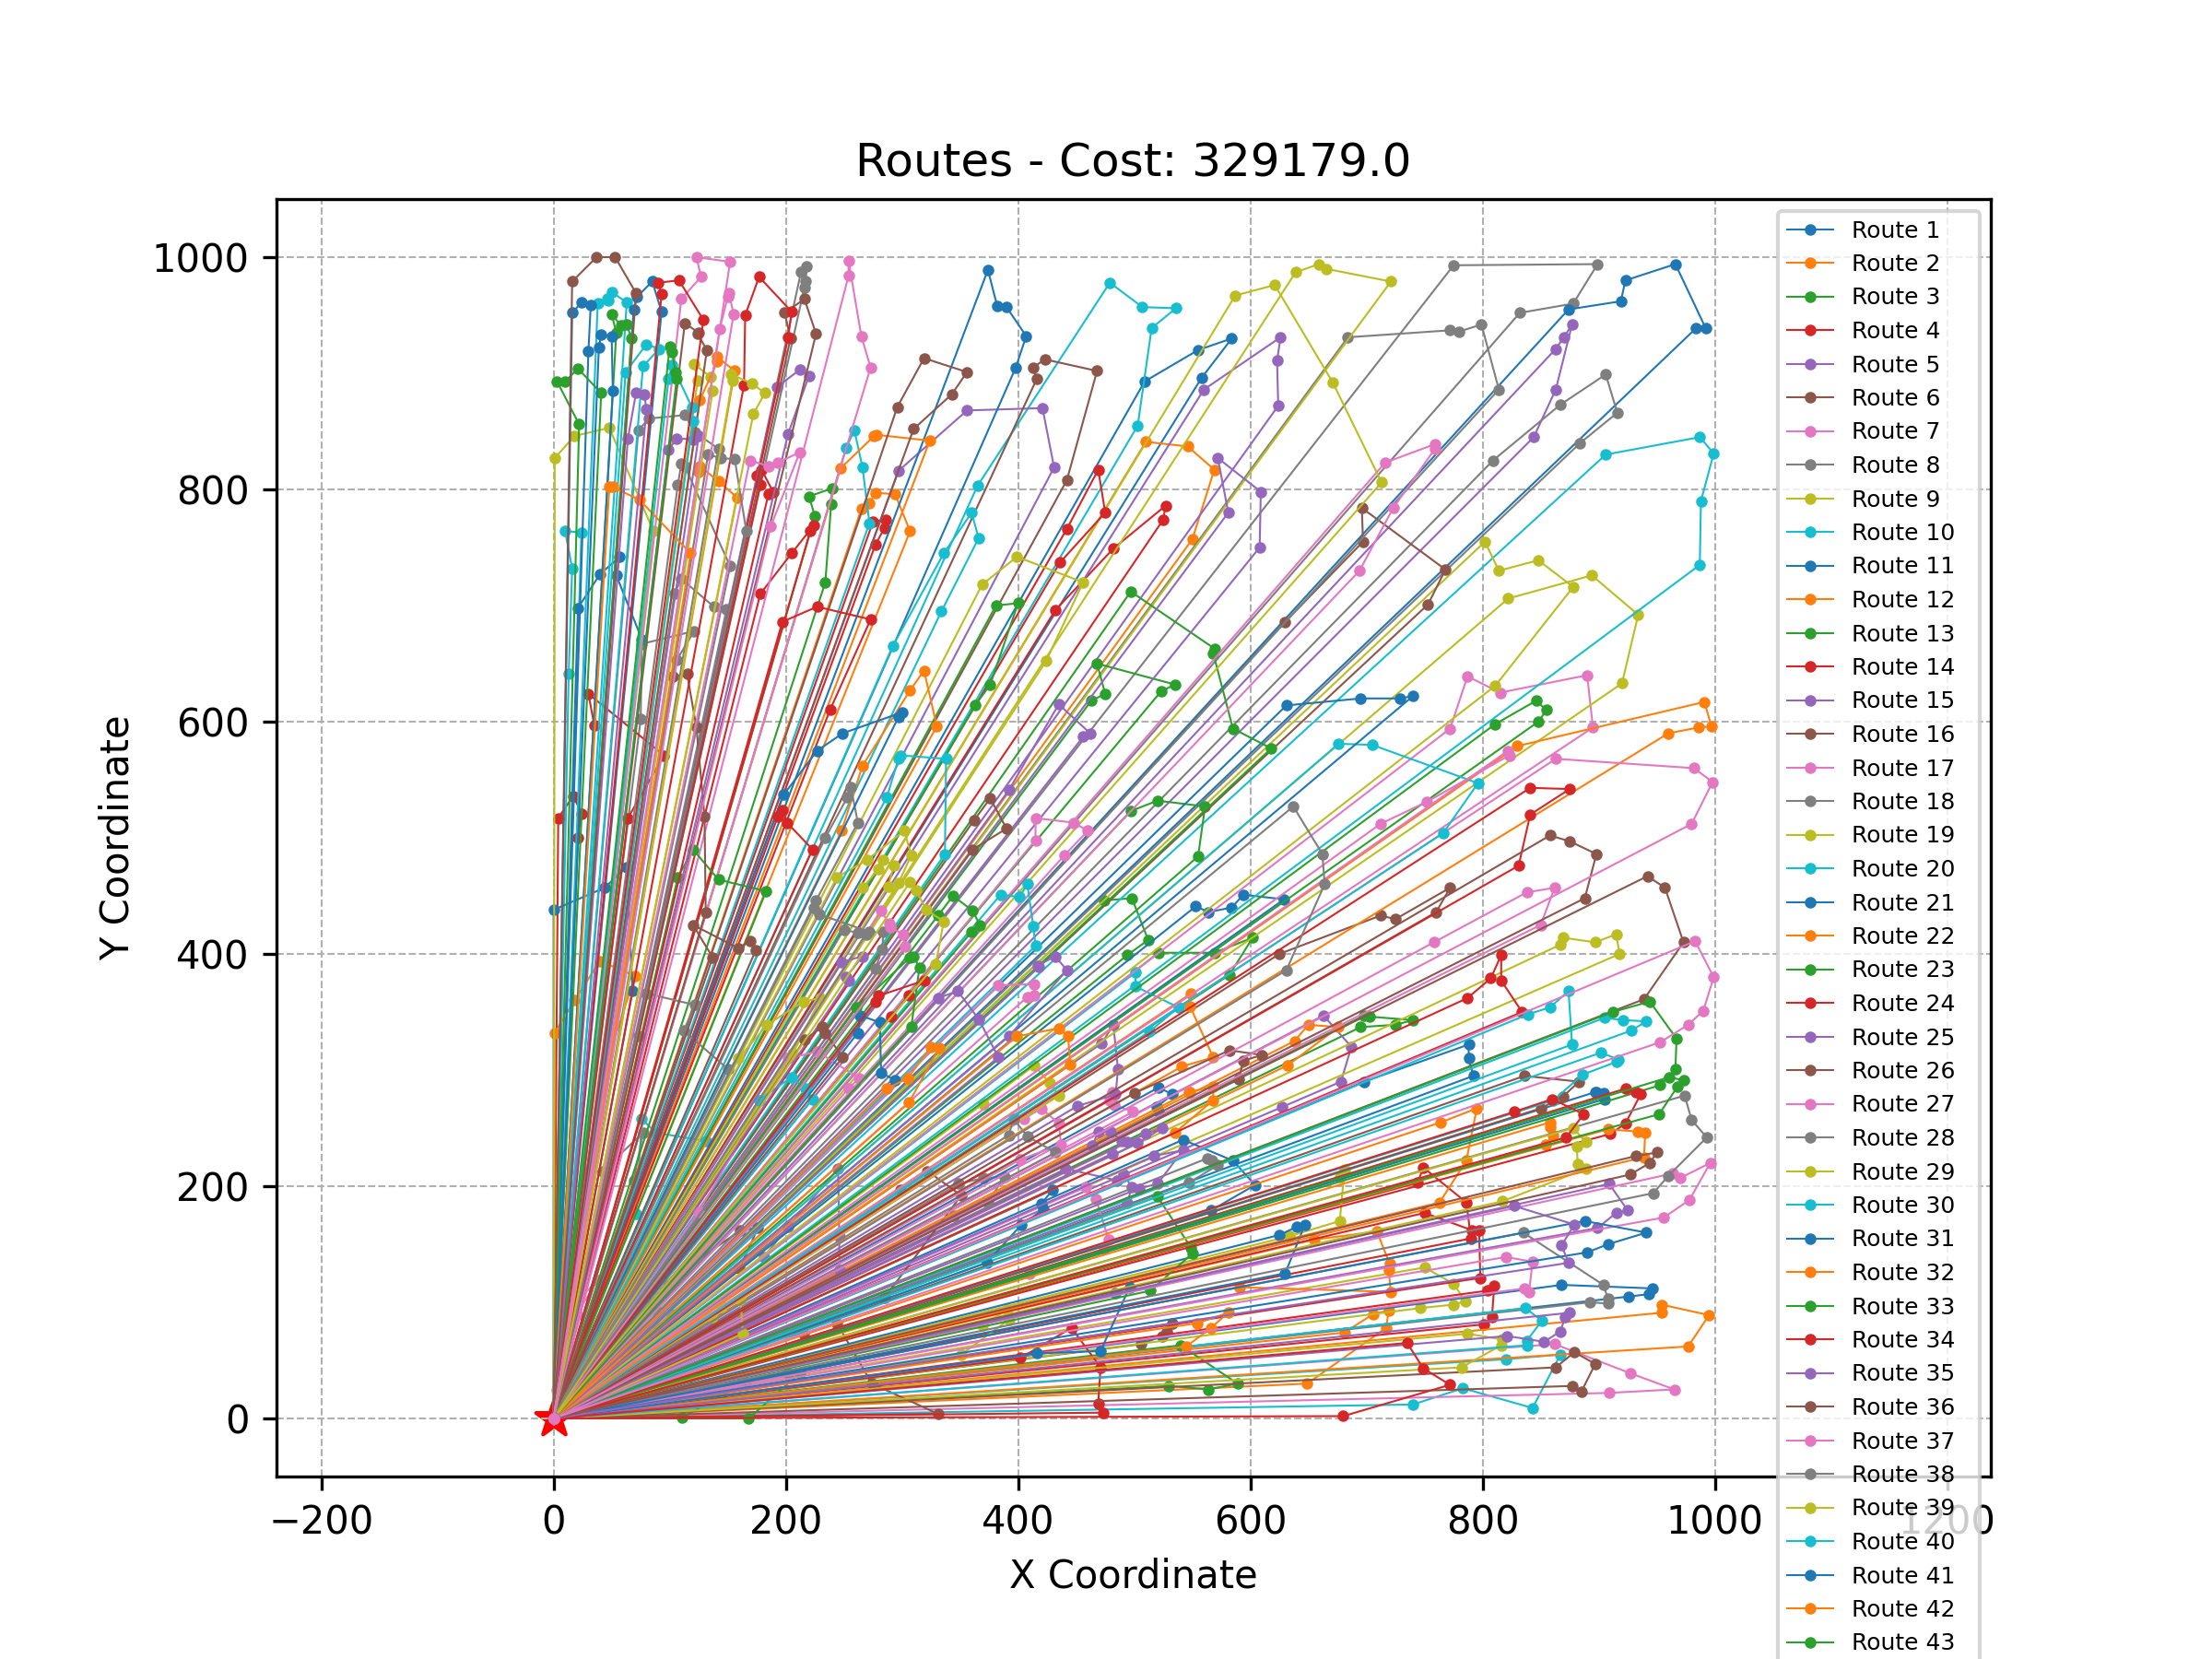 Routes - Cost: 329179.0
Y Coordinate
1000
800
600
400
200
0
−200
0
200
400
600
800
1000
1200
X Coordinate
Route 1
Route 2
Route 3
Route 4
Route 5
Route 6
Route 7
Route 8
Route 9
Route 10
Route 11
Route 12
Route 13
Route 14
Route 15
Route 16
Route 17
Route 18
Route 19
Route 20
Route 21
Route 22
Route 23
Route 24
Route 25
Route 26
Route 27
Route 28
Route 29
Route 30
Route 31
Route 32
Route 33
Route 34
Route 35
Route 36
Route 37
Route 38
Route 39
Route 40
Route 41
Route 42
Route 43